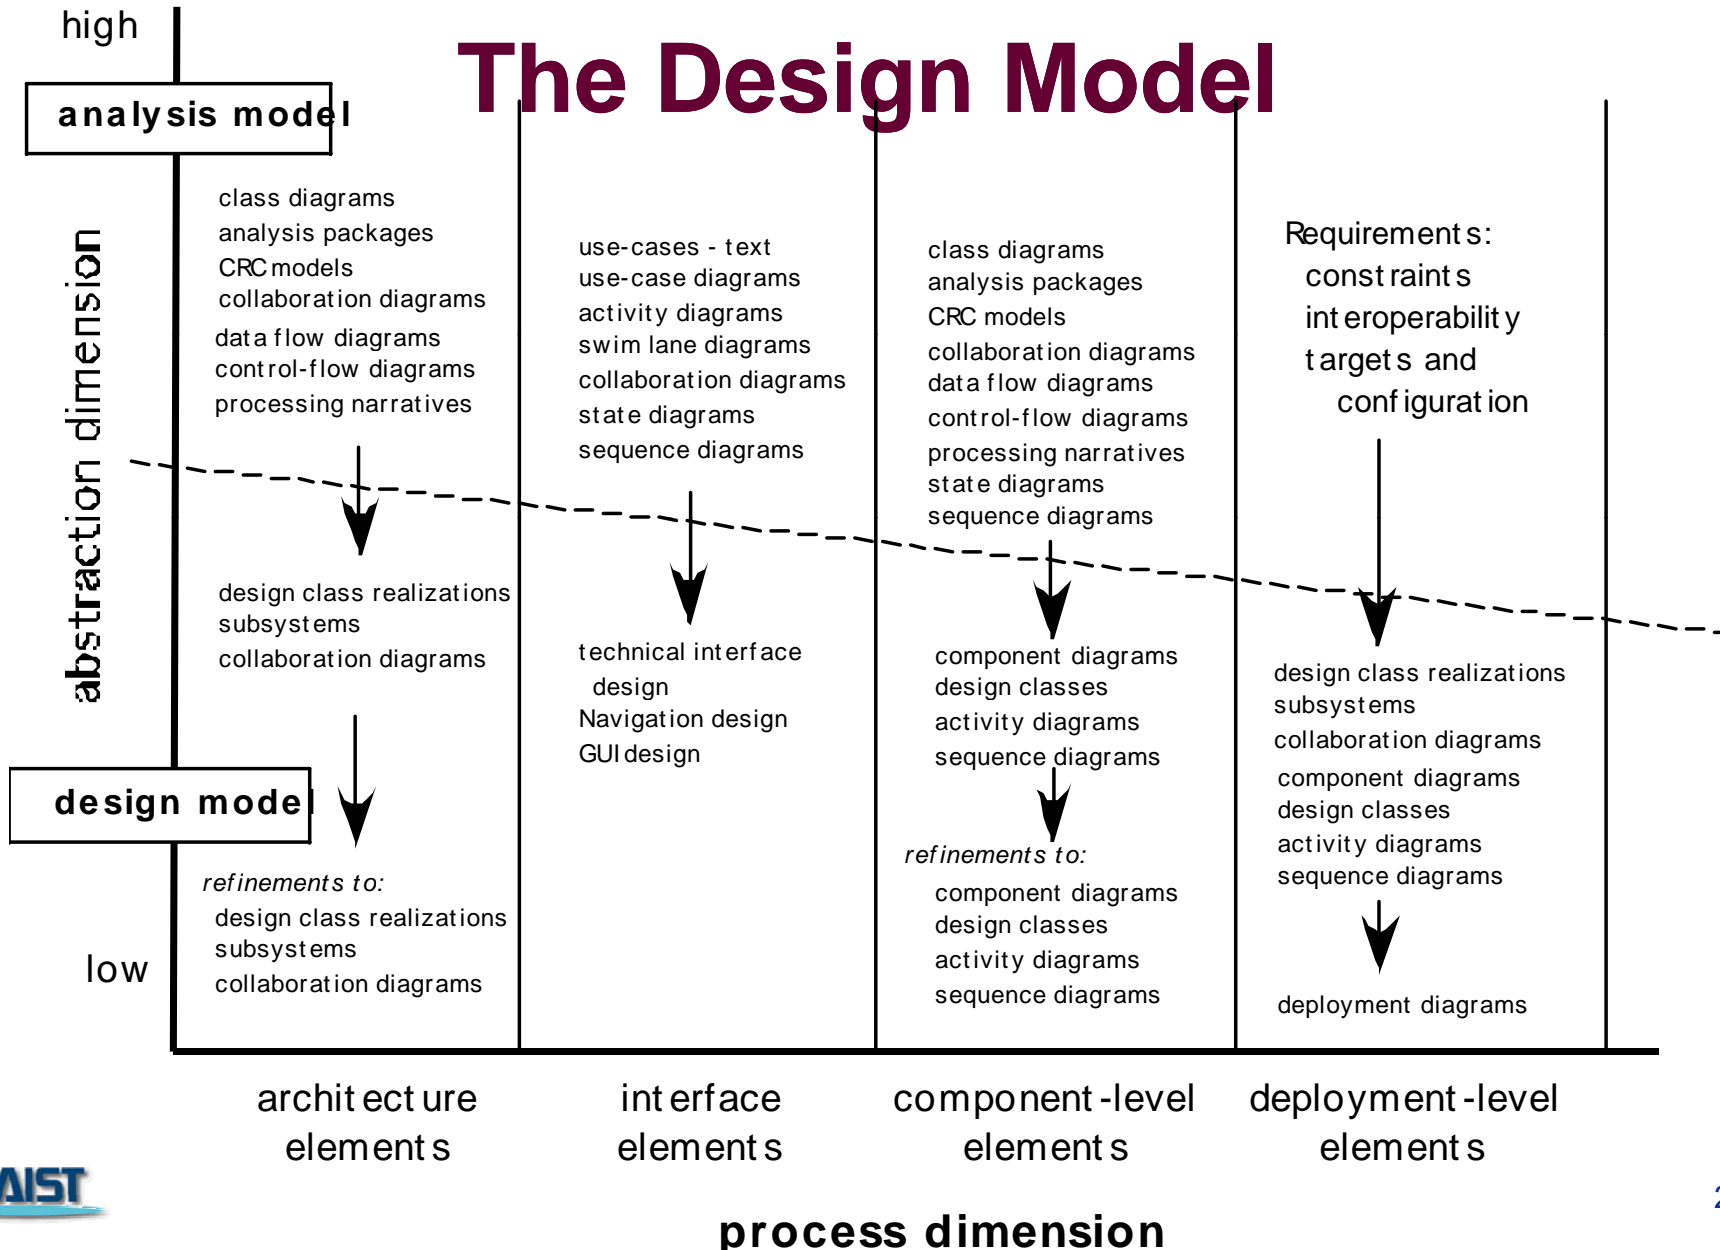 high
The Design Model
analysis model
abstraction dimension
class diagrams
analysis packages
CRC models
collaboration diagrams
data flow diagrams
control-flow diagrams
processing narratives
use-cases - text
use-case diagrams
activity diagrams
swim lane diagrams
collaboration diagrams
state diagrams
sequence diagrams
class diagrams
analysis packages
CRC models
collaboration diagrams
data flow diagrams
control-flow diagrams
processing narratives
state diagrams
sequence diagrams
Requirements:
constraints
interoperability
targets and
configuration
design class realizations
subsystems
collaboration diagrams
technical interface
design
Navigation design
GUI design
component diagrams
design classes
activity diagrams
sequence diagrams
design class realizations
subsystems
collaboration diagrams
component diagrams
design classes
activity diagrams
sequence diagrams
design model
refinements to:
design class realizations
subsystems
collaboration diagrams
refinements to:
component diagrams
design classes
activity diagrams
sequence diagrams
deployment diagrams
low
architecture
elements
interface
elements
component-level
elements
deployment-level
elements
process dimension